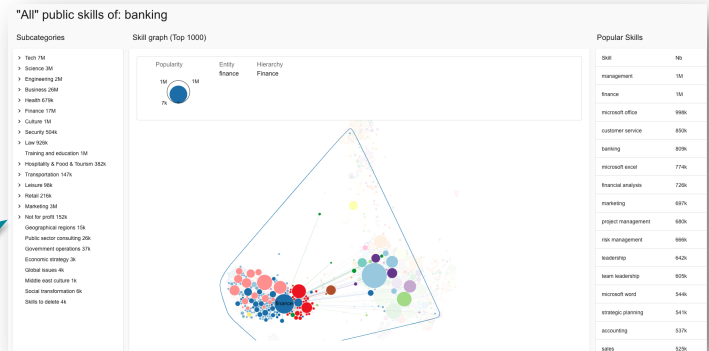 "All" public skills of: banking
Subcategories
Tech 7M
Science 3M
Engineering 2M
Business 26M
Health 679k
Finance 17M
Culture 1M
Security 504k
Law 926k
Training and education 1M
Hospitality & Food & Tourism 382k
Transportation 147k
Leisure 98k
Retail 216k
Marketing 3M
Not for profit 152k
Geographical regions 15k
Public sector consulting 26k
Government operations 37k
Economic strategy 3k
Global issues 4k
Middle east culture 1k
Social transformation 6k
Skills to delete 4k
Skill graph (Top 1000)
Popularity Entity Hierarchy
finance Finance
1M 1M
7k
finance
Popular Skills
Skill Nb
management 1M
finance 1M
microsoft office 998k
customer service 850k
banking 809k
microsoft excel 774k
financial analysis 726k
marketing 697k
project management 680k
risk management 666k
leadership 642k
team leadership 605k
microsoft word 544k
strategic planning 541k
accounting 537k
sales 525k